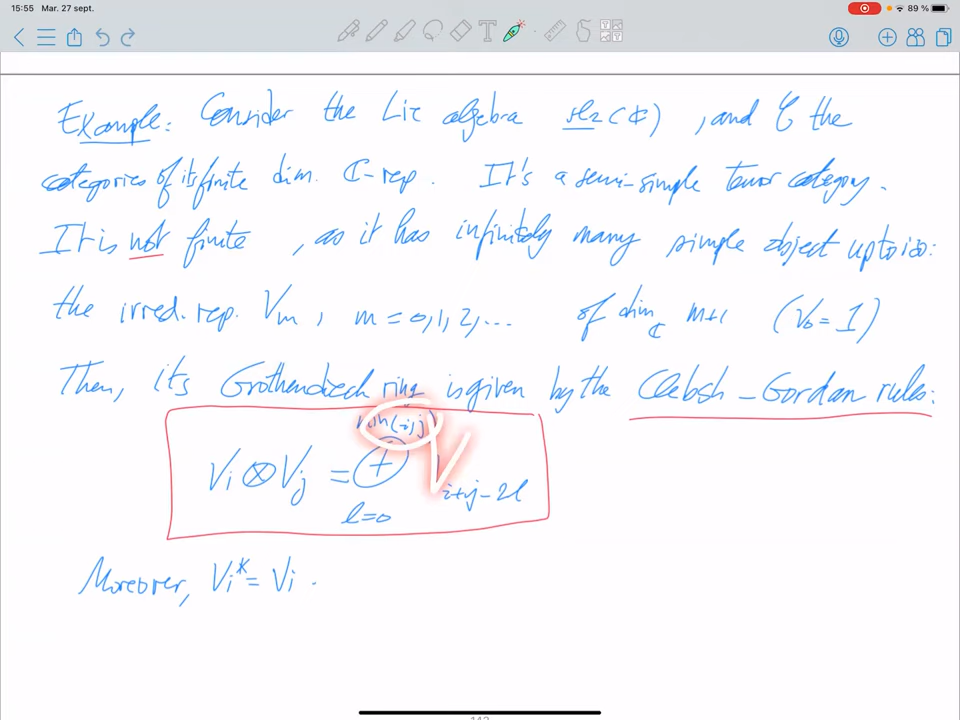 15:55 Mar. 27 sept. 89 %
Example: Consider the Lie algebra sl₂(ℂ), and 𝒞 the
categories of its finite dim. ℂ-rep. It's a semi-simple tensor category.
It is not finite, as it has infinitely many simple object up to iso:
the irred. rep. Vm, m = 0, 1, 2, ... of dim_ℂ m+1 (V₀ = 1)
Then, its Grothendieck ring is given by the Clebsh-Gordan rules:
min(i,j)
Vi ⊗ Vj = ⊕ V i+j-2l
l=0
Moreover, Vi* = Vi.